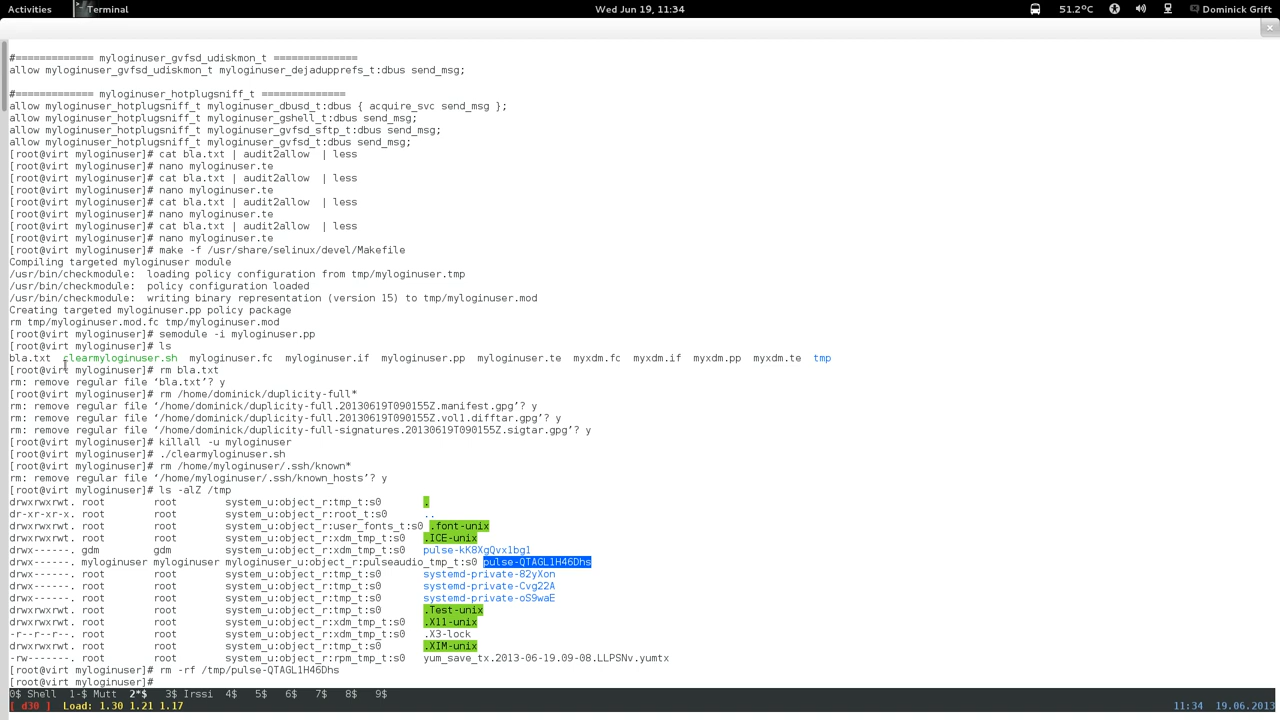 Activities Terminal Wed Jun 19, 11:34 51.2°C Dominick Grift
#============= myloginuser_gvfsd_udiskmon_t ==============
allow myloginuser_gvfsd_udiskmon_t myloginuser_dejadupprefs_t:dbus send_msg;
#============= myloginuser_hotplugsniff_t ==============
allow myloginuser_hotplugsniff_t myloginuser_dbusd_t:dbus { acquire_svc send_msg };
allow myloginuser_hotplugsniff_t myloginuser_gshell_t:dbus send_msg;
allow myloginuser_hotplugsniff_t myloginuser_gvfsd_sftp_t:dbus send_msg;
allow myloginuser_hotplugsniff_t myloginuser_gvfsd_t:dbus send_msg;
[root@virt myloginuser]# cat bla.txt | audit2allow  | less
[root@virt myloginuser]# nano myloginuser.te
[root@virt myloginuser]# cat bla.txt | audit2allow  | less
[root@virt myloginuser]# nano myloginuser.te
[root@virt myloginuser]# cat bla.txt | audit2allow  | less
[root@virt myloginuser]# nano myloginuser.te
[root@virt myloginuser]# cat bla.txt | audit2allow  | less
[root@virt myloginuser]# nano myloginuser.te
[root@virt myloginuser]# make -f /usr/share/selinux/devel/Makefile
Compiling targeted myloginuser module
/usr/bin/checkmodule:  loading policy configuration from tmp/myloginuser.tmp
/usr/bin/checkmodule:  policy configuration loaded
/usr/bin/checkmodule:  writing binary representation (version 15) to tmp/myloginuser.mod
Creating targeted myloginuser.pp policy package
rm tmp/myloginuser.mod.fc tmp/myloginuser.mod
[root@virt myloginuser]# semodule -i myloginuser.pp
[root@virt myloginuser]# ls
bla.txt  clearmyloginuser.sh  myloginuser.fc  myloginuser.if  myloginuser.pp  myloginuser.te  myxdm.fc  myxdm.if  myxdm.pp  myxdm.te  tmp
[root@virt myloginuser]# rm bla.txt
rm: remove regular file ‘bla.txt’? y
[root@virt myloginuser]# rm /home/dominick/duplicity-full*
rm: remove regular file ‘/home/dominick/duplicity-full.20130619T090155Z.manifest.gpg’? y
rm: remove regular file ‘/home/dominick/duplicity-full.20130619T090155Z.vol1.difftar.gpg’? y
rm: remove regular file ‘/home/dominick/duplicity-full-signatures.20130619T090155Z.sigtar.gpg’? y
[root@virt myloginuser]# killall -u myloginuser
[root@virt myloginuser]# ./clearmyloginuser.sh
[root@virt myloginuser]# rm /home/myloginuser/.ssh/known*
rm: remove regular file ‘/home/myloginuser/.ssh/known_hosts’? y
[root@virt myloginuser]# ls -alZ /tmp
drwxrwxrwt. root        root        system_u:object_r:tmp_t:s0       .
dr-xr-xr-x. root        root        system_u:object_r:root_t:s0      ..
drwxrwxrwt. root        root        system_u:object_r:user_fonts_t:s0 .font-unix
drwxrwxrwt. root        root        system_u:object_r:xdm_tmp_t:s0   .ICE-unix
drwx------. gdm         gdm         system_u:object_r:xdm_tmp_t:s0   pulse-kK8XgQvx1bg1
drwx------. myloginuser myloginuser myloginuser_u:object_r:pulseaudio_tmp_t:s0 pulse-QTAGL1H46Dhs
drwx------. root        root        system_u:object_r:tmp_t:s0       systemd-private-82yXon
drwx------. root        root        system_u:object_r:tmp_t:s0       systemd-private-Cvg22A
drwx------. root        root        system_u:object_r:tmp_t:s0       systemd-private-oS9waE
drwxrwxrwt. root        root        system_u:object_r:tmp_t:s0       .Test-unix
drwxrwxrwt. root        root        system_u:object_r:xdm_tmp_t:s0   .X11-unix
-r--r--r--. root        root        system_u:object_r:xdm_tmp_t:s0   .X3-lock
drwxrwxrwt. root        root        system_u:object_r:xdm_tmp_t:s0   .XIM-unix
-rw-------. root        root        system_u:object_r:rpm_tmp_t:s0   yum_save_tx.2013-06-19.09-08.LLPSNv.yumtx
[root@virt myloginuser]# rm -rf /tmp/pulse-QTAGL1H46Dhs
[root@virt myloginuser]#
0$ Shell  1-$ Mutt  2*$  3$ Irssi  4$  5$  6$  7$  8$  9$
[ d30 ]  Load: 1.30 1.21 1.17 11:34  19.06.2013